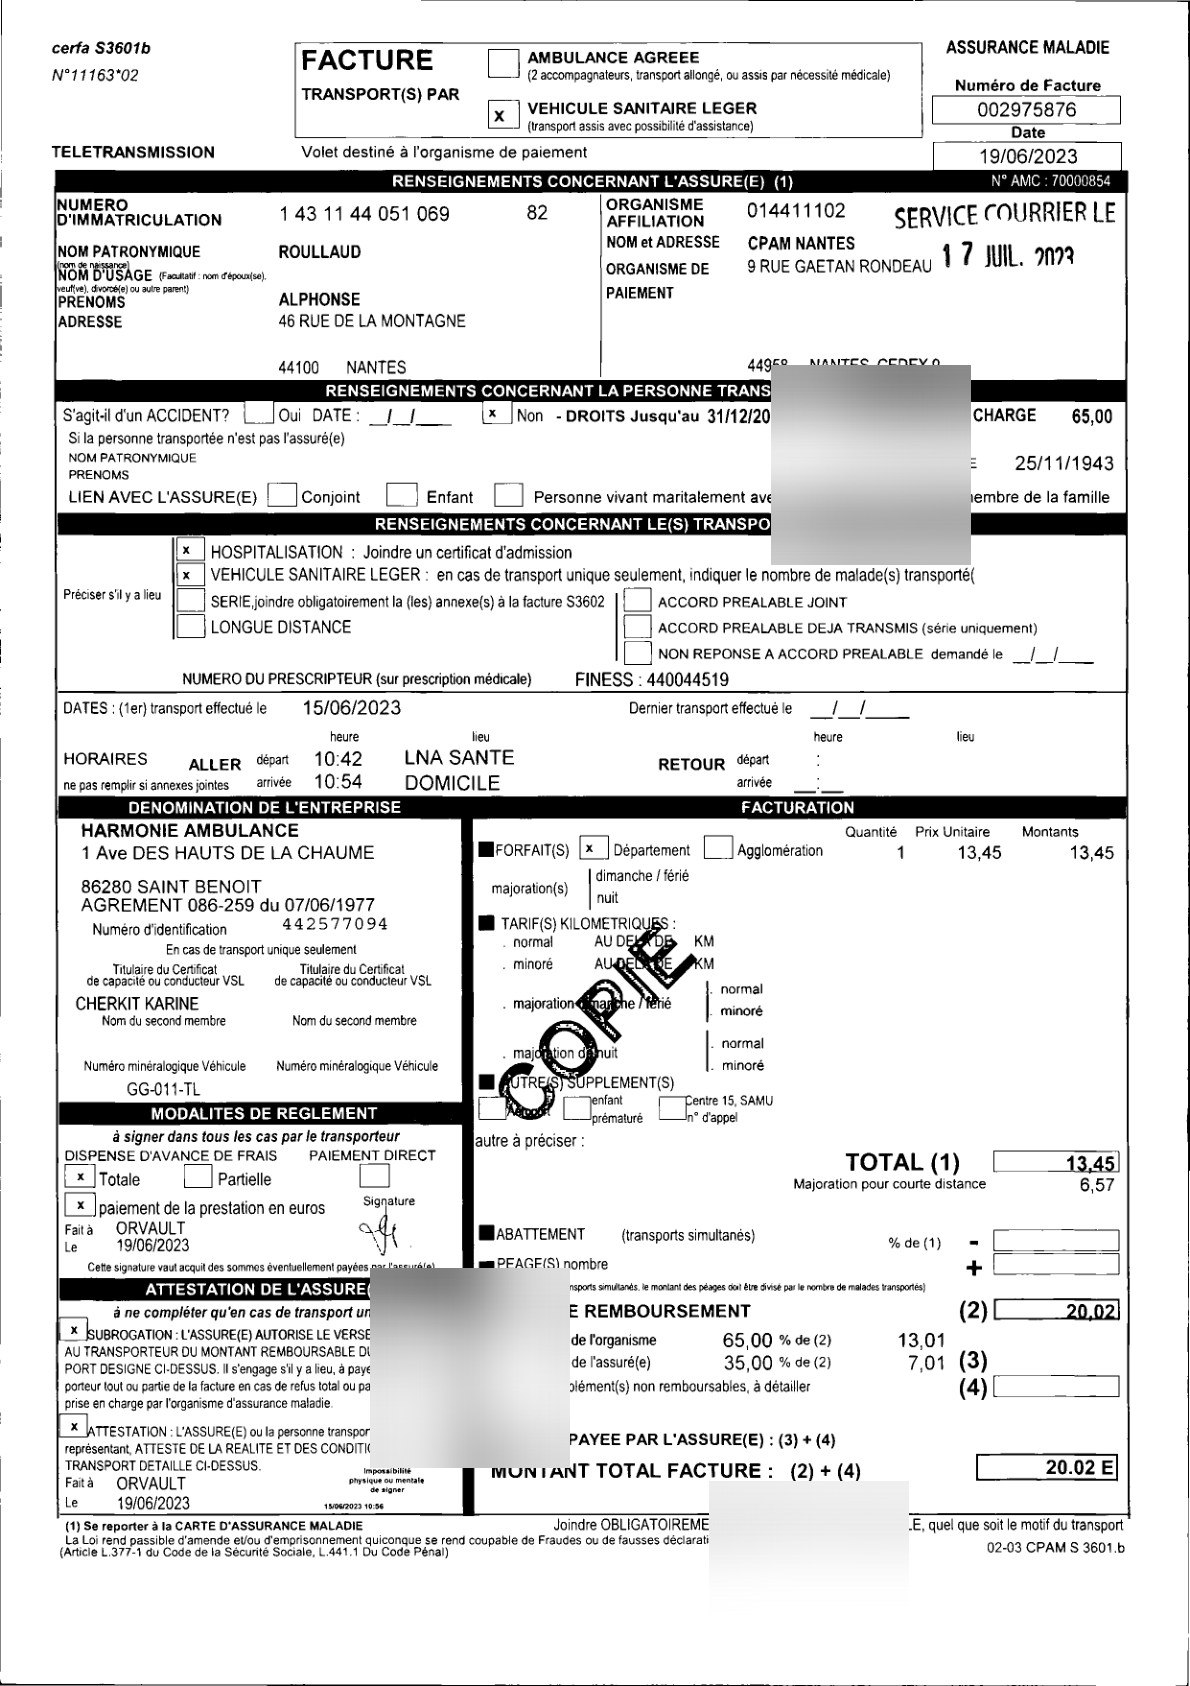 cerfa S3601b
N°11163*02
FACTURE
TRANSPORT(S) PAR
AMBULANCE AGREEE
(2 accompagnateurs, transport allongé, ou assis par nécessité médicale)
x VEHICULE SANITAIRE LEGER
(transport assis avec possibilité d'assistance)
ASSURANCE MALADIE
Numéro de Facture
002975876
Date
19/06/2023
TELETRANSMISSION
Volet destiné à l'organisme de paiement
RENSEIGNEMENTS CONCERNANT L'ASSURE(E) (1)
N° AMC : 70000854
NUMERO D'IMMATRICULATION 1 43 11 44 051 069 82
ORGANISME AFFILIATION 014411102
SERVICE COURRIER LE
17 JUIL. 2023
NOM PATRONYMIQUE ROULLAUD
(nom de naissance)
NOM D'USAGE (Facultatif : nom d'époux(se),
veuf(ve), divorcé(e) ou autre parent)
PRENOMS ALPHONSE
ADRESSE 46 RUE DE LA MONTAGNE
44100 NANTES
NOM et ADRESSE CPAM NANTES
ORGANISME DE 9 RUE GAETAN RONDEAU
PAIEMENT
44958 NANTES CEDEX 9
RENSEIGNEMENTS CONCERNANT LA PERSONNE TRANS
S'agit-il d'un ACCIDENT? Oui DATE : _/_/_ x Non - DROITS Jusqu'au 31/12/20
CHARGE 65,00
Si la personne transportée n'est pas l'assuré(e)
NOM PATRONYMIQUE
25/11/1943
PRENOMS
LIEN AVEC L'ASSURE(E) Conjoint Enfant Personne vivant maritalement ave
embre de la famille
RENSEIGNEMENTS CONCERNANT LE(S) TRANSPO
Préciser s'il y a lieu
x HOSPITALISATION : Joindre un certificat d'admission
x VEHICULE SANITAIRE LEGER : en cas de transport unique seulement, indiquer le nombre de malade(s) transporté(
SERIE,joindre obligatoirement la (les) annexe(s) à la facture S3602
LONGUE DISTANCE
ACCORD PREALABLE JOINT
ACCORD PREALABLE DEJA TRANSMIS (série uniquement)
NON REPONSE A ACCORD PREALABLE demandé le _/_/_
NUMERO DU PRESCRIPTEUR (sur prescription médicale) FINESS : 440044519
DATES : (1er) transport effectué le 15/06/2023
Dernier transport effectué le _/_/_
heure lieu heure lieu
HORAIRES ALLER départ 10:42 LNA SANTE RETOUR départ :
ne pas remplir si annexes jointes arrivée 10:54 DOMICILE arrivée :
DENOMINATION DE L'ENTREPRISE
HARMONIE AMBULANCE
1 Ave DES HAUTS DE LA CHAUME
86280 SAINT BENOIT
AGREMENT 086-259 du 07/06/1977
Numéro d'identification 442577094
En cas de transport unique seulement
Titulaire du Certificat Titulaire du Certificat
de capacité ou conducteur VSL de capacité ou conducteur VSL
CHERKIT KARINE
Nom du second membre Nom du second membre
Numéro minéralogique Véhicule Numéro minéralogique Véhicule
GG-011-TL
MODALITES DE REGLEMENT
à signer dans tous les cas par le transporteur
DISPENSE D'AVANCE DE FRAIS PAIEMENT DIRECT
x Totale Partielle
x paiement de la prestation en euros Signature
Fait à ORVAULT
Le 19/06/2023
Cette signature vaut acquit des sommes éventuellement payées par l'assuré(e)
ATTESTATION DE L'ASSURE(
à ne compléter qu'en cas de transport un
x SUBROGATION : L'ASSURE(E) AUTORISE LE VERSE
AU TRANSPORTEUR DU MONTANT REMBOURSABLE DU
PORT DESIGNE CI-DESSUS. Il s'engage s'il y a lieu, à paye
porteur tout ou partie de la facture en cas de refus total ou pa
prise en charge par l'organisme d'assurance maladie.
x ATTESTATION : L'ASSURE(E) ou la personne transpor
représentant, ATTESTE DE LA REALITE ET DES CONDITIO
TRANSPORT DETAILLE CI-DESSUS.
Fait à ORVAULT
Le 19/06/2023
Impossibilité
physique ou mentale
de signer
15/06/2023 10:56
FACTURATION
Quantité Prix Unitaire Montants
FORFAIT(S) x Département Agglomération 1 13,45 13,45
majoration(s) dimanche / férié
nuit
TARIF(S) KILOMETRIQUES :
. normal AU DELA DE KM
. minoré AU DELA DE KM
. majoration dimanche / férié . normal
. minoré
. majoration de nuit . normal
. minoré
COPIE
AUTRE(S) SUPPLEMENT(S)
Aéroport enfant prématuré Centre 15, SAMU n° d'appel
autre à préciser :
TOTAL (1) 13,45
Majoration pour courte distance 6,57
ABATTEMENT (transports simultanés) % de (1) -
PEAGE(S) nombre +
nsports simultanés, le montant des péages doit être divisé par le nombre de malades transportés)
E REMBOURSEMENT (2) 20,02
de l'organisme 65,00 % de (2) 13,01
de l'assuré(e) 35,00 % de (2) 7,01 (3)
lément(s) non remboursables, à détailler (4)
PAYEE PAR L'ASSURE(E) : (3) + (4)
MONTANT TOTAL FACTURE : (2) + (4) 20.02 E
(1) Se reporter à la CARTE D'ASSURANCE MALADIE
Joindre OBLIGATOIREME
LE, quel que soit le motif du transport
La Loi rend passible d'amende et/ou d'emprisonnement quiconque se rend coupable de Fraudes ou de fausses déclarati
(Article L.377-1 du Code de la Sécurité Sociale, L.441.1 Du Code Pénal)
02-03 CPAM S 3601.b